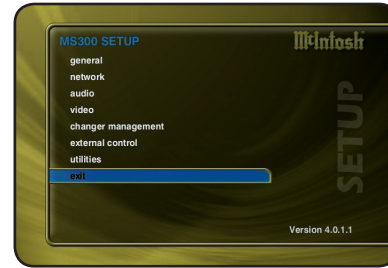 MS300 SETUP
McIntosh
general
network
audio
video
changer management
external control
utilities
exit
SETUP
Version 4.0.1.1